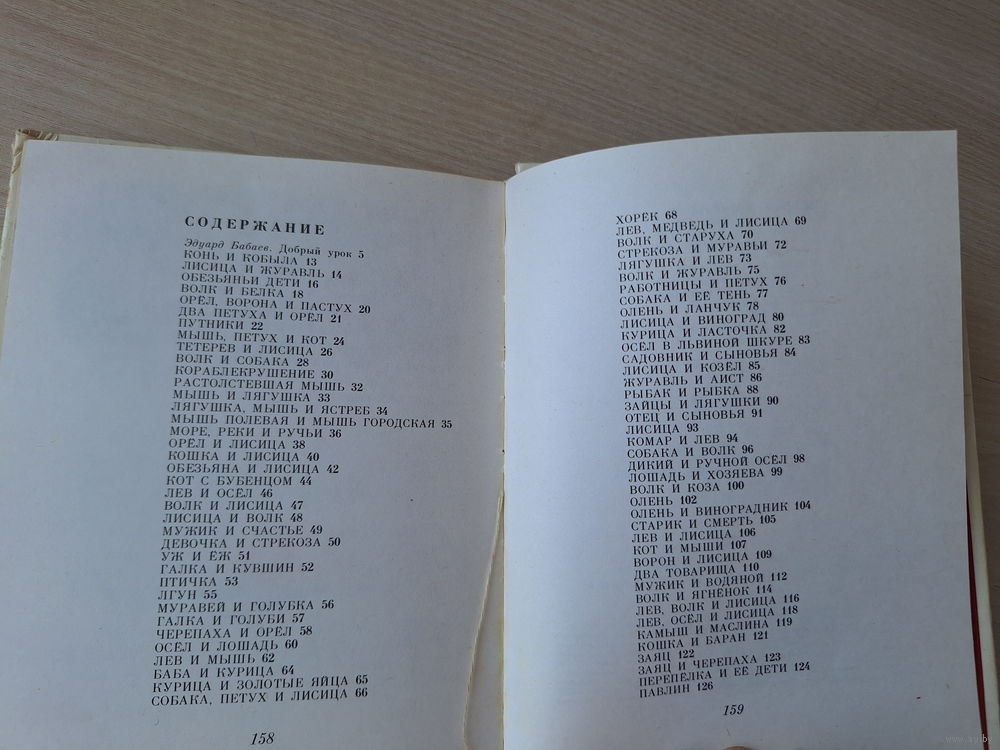 СОДЕРЖАНИЕ
Эдуард Бабаев. Добрый урок 5
КОНЬ И КОБЫЛА 13
ЛИСИЦА И ЖУРАВЛЬ 14
ОБЕЗЬЯНЬИ ДЕТИ 16
ВОЛК И БЕЛКА 18
ОРЁЛ, ВОРОНА И ПАСТУХ 20
ДВА ПЕТУХА И ОРЁЛ 21
ПУТНИКИ 22
МЫШЬ, ПЕТУХ И КОТ 24
ТЕТЕРЕВ И ЛИСИЦА 26
ВОЛК И СОБАКА 28
КОРАБЛЕКРУШЕНИЕ 30
РАСТОЛСТЕВШАЯ МЫШЬ 32
МЫШЬ И ЛЯГУШКА 33
ЛЯГУШКА, МЫШЬ И ЯСТРЕБ 34
МЫШЬ ПОЛЕВАЯ И МЫШЬ ГОРОДСКАЯ 35
МОРЕ, РЕКИ И РУЧЬИ 36
ОРЁЛ И ЛИСИЦА 38
КОШКА И ЛИСИЦА 40
ОБЕЗЬЯНА И ЛИСИЦА 42
КОТ С БУБЕНЦОМ 44
ЛЕВ И ОСЁЛ 46
ВОЛК И ЛИСИЦА 47
ЛИСИЦА И ВОЛК 48
МУЖИК И СЧАСТЬЕ 49
ДЕВОЧКА И СТРЕКОЗА 50
УЖ И ЁЖ 51
ГАЛКА И КУВШИН 52
ПТИЧКА 53
ЛГУН 55
МУРАВЕЙ И ГОЛУБКА 56
ГАЛКА И ГОЛУБИ 57
ЧЕРЕПАХА И ОРЁЛ 58
ОСЁЛ И ЛОШАДЬ 60
ЛЕВ И МЫШЬ 62
БАБА И КУРИЦА 64
КУРИЦА И ЗОЛОТЫЕ ЯЙЦА 65
СОБАКА, ПЕТУХ И ЛИСИЦА 66
158
ХОРЁК 68
ЛЕВ, МЕДВЕДЬ И ЛИСИЦА 69
ВОЛК И СТАРУХА 70
СТРЕКОЗА И МУРАВЬИ 72
ЛЯГУШКА И ЛЕВ 73
ВОЛК И ЖУРАВЛЬ 75
РАБОТНИЦЫ И ПЕТУХ 76
СОБАКА И ЕЁ ТЕНЬ 77
ОЛЕНЬ И ЛАНЧУК 78
ЛИСИЦА И ВИНОГРАД 80
КУРИЦА И ЛАСТОЧКА 82
ОСЁЛ В ЛЬВИНОЙ ШКУРЕ 83
САДОВНИК И СЫНОВЬЯ 84
ЛИСИЦА И КОЗЁЛ 85
ЖУРАВЛЬ И АИСТ 86
РЫБАК И РЫБКА 88
ЗАЙЦЫ И ЛЯГУШКИ 90
ОТЕЦ И СЫНОВЬЯ 91
ЛИСИЦА 93
КОМАР И ЛЕВ 94
СОБАКА И ВОЛК 96
ДИКИЙ И РУЧНОЙ ОСЁЛ 98
ЛОШАДЬ И ХОЗЯЕВА 99
ВОЛК И КОЗА 100
ОЛЕНЬ 102
ОЛЕНЬ И ВИНОГРАДНИК 104
СТАРИК И СМЕРТЬ 105
ЛЕВ И ЛИСИЦА 106
КОТ И МЫШИ 107
ВОРОН И ЛИСИЦА 109
ДВА ТОВАРИЩА 110
МУЖИК И ВОДЯНОЙ 112
ВОЛК И ЯГНЁНОК 114
ЛЕВ, ВОЛК И ЛИСИЦА 116
ЛЕВ, ОСЁЛ И ЛИСИЦА 118
КАМЫШ И МАСЛИНА 119
КОШКА И БАРАН 121
ЗАЯЦ 122
ЗАЯЦ И ЧЕРЕПАХА 123
ПЕРЕПЁЛКА И ЕЁ ДЕТИ 124
ПАВЛИН 126
159
www.ay.by